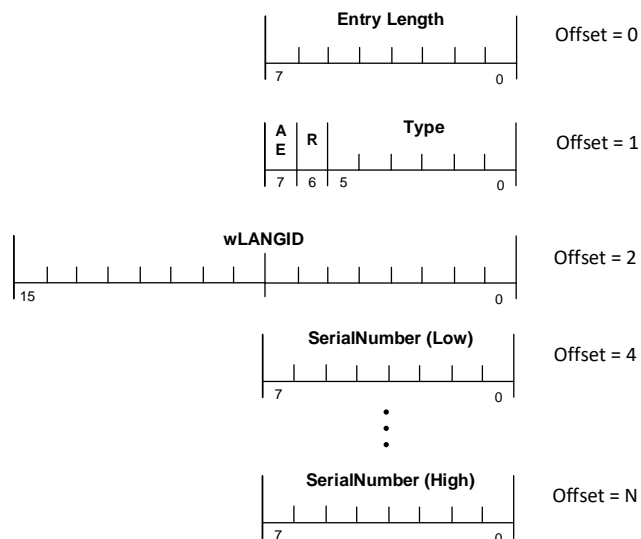 Entry Length
Offset = 0
7 0
A
E
R
Type
Offset = 1
7 6 5 0
wLANGID
Offset = 2
15 0
SerialNumber (Low)
Offset = 4
7 0
SerialNumber (High)
Offset = N
7 0